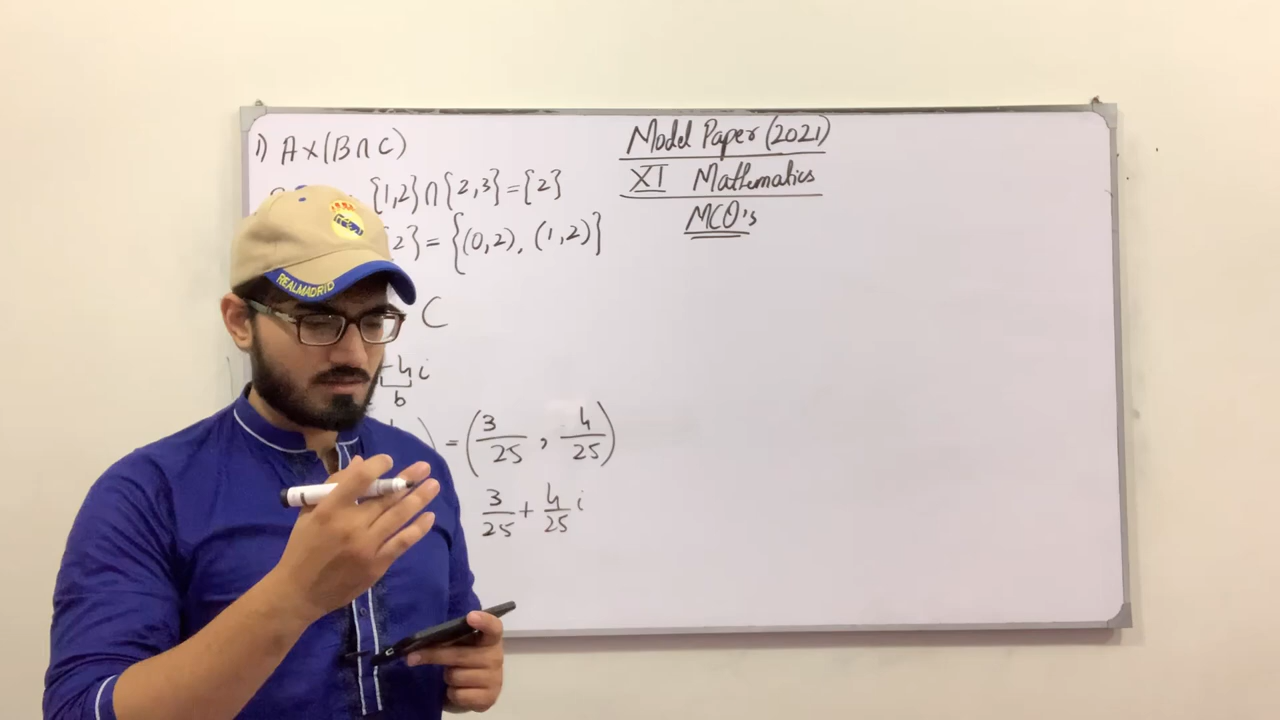 1) A×(B∩C)
Model Paper (2021)
XI Mathematics
MCQ's
{1,2}∩{2,3}={2}
2}={(0,2), (1,2)}
REAL MADRID
C
-4i
b
) = (3/25, 4/25)
3/25 + 4/25 i